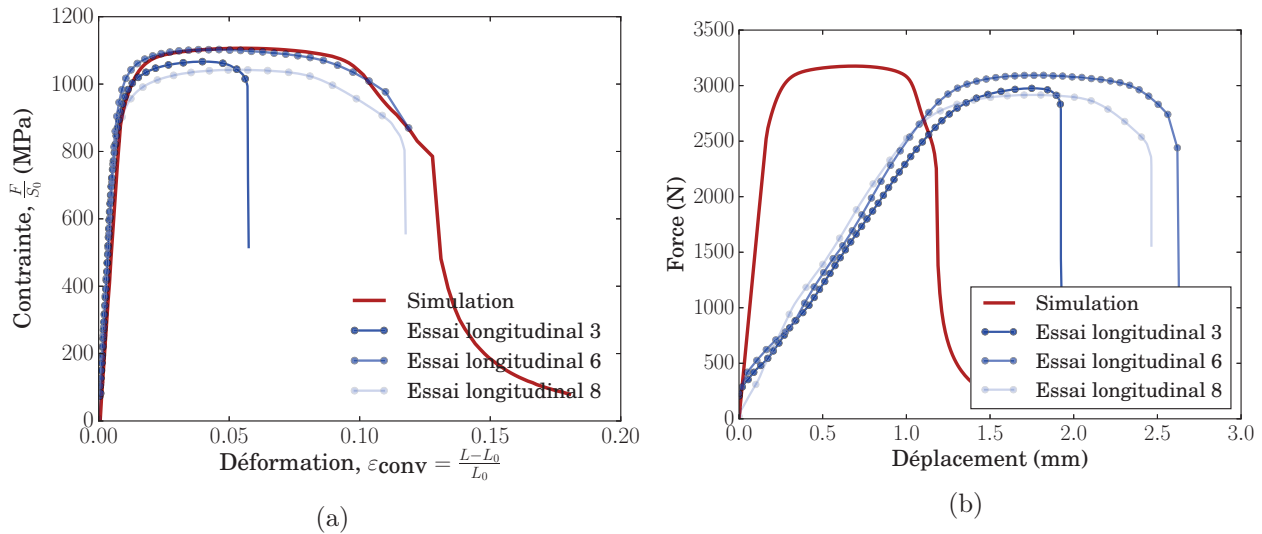 1200
1000
800
600
400
200
0
0.00 0.05 0.10 0.15 0.20
Contrainte, F/S₀ (MPa)
Déformation, εconv = L−L₀/L₀
Simulation
Essai longitudinal 3
Essai longitudinal 6
Essai longitudinal 8
(a)
3500
3000
2500
2000
1500
1000
500
0
0.0 0.5 1.0 1.5 2.0 2.5 3.0
Force (N)
Déplacement (mm)
Simulation
Essai longitudinal 3
Essai longitudinal 6
Essai longitudinal 8
(b)